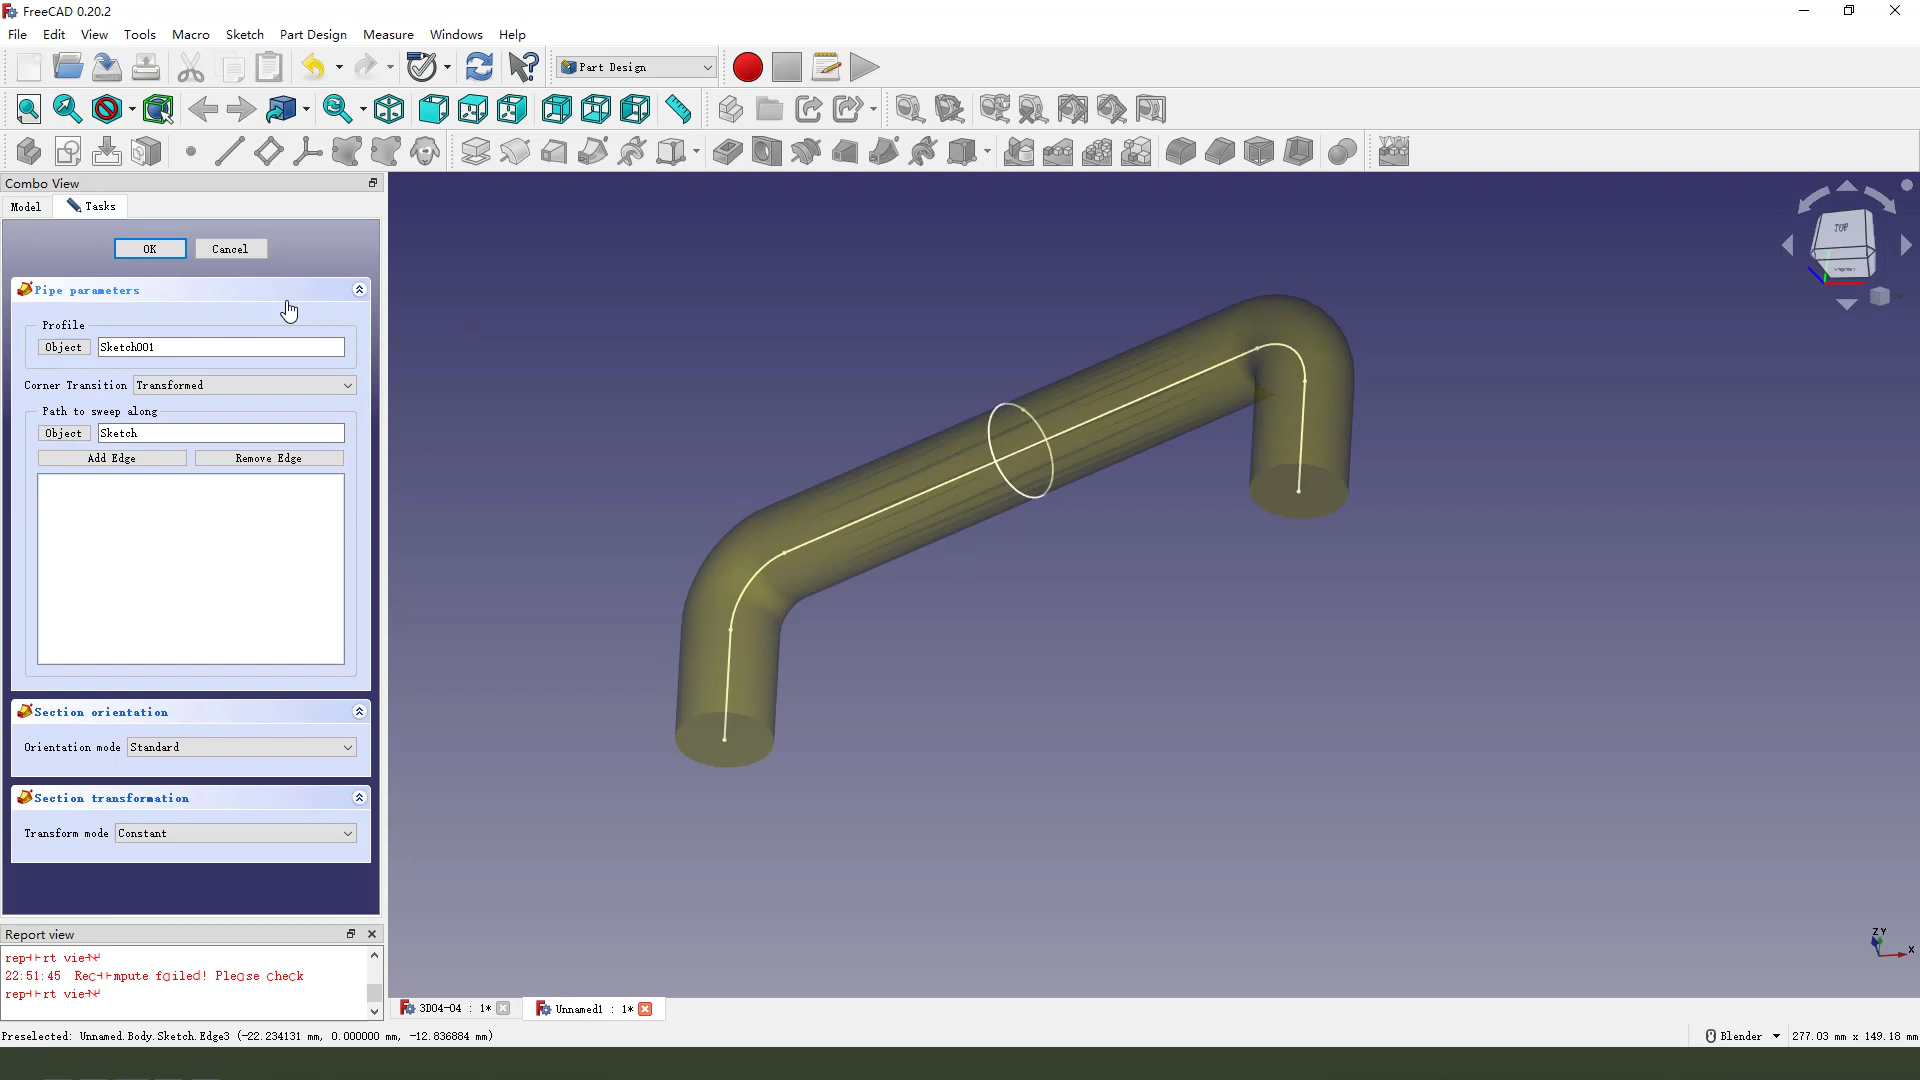 FreeCAD 0.20.2
File Edit View Tools Macro Sketch Part Design Measure Windows Help
Part Design
Combo View
Model Tasks
OK Cancel
Pipe parameters
Profile
Object Sketch001
Corner Transition Transformed
Path to sweep along
Object Sketch
Add Edge Remove Edge
Section orientation
Orientation mode Standard
Section transformation
Transform mode Constant
Report view
22:51:45
TOP
Z Y
X
3D04-04 : 1*
Unnamed1 : 1*
Preselected: Unnamed.Body.Sketch.Edge3 (-22.234131 mm, 0.000000 mm, -12.836884 mm)
Blender 277.03 mm x 149.18 mm